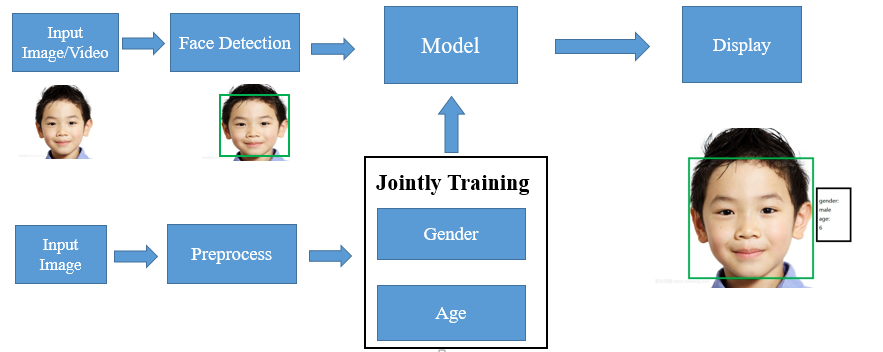 Input
Image/Video
Face Detection
Model
Display
Jointly Training
Gender
Age
Input
Image
Preprocess
gender:
male
age:
6